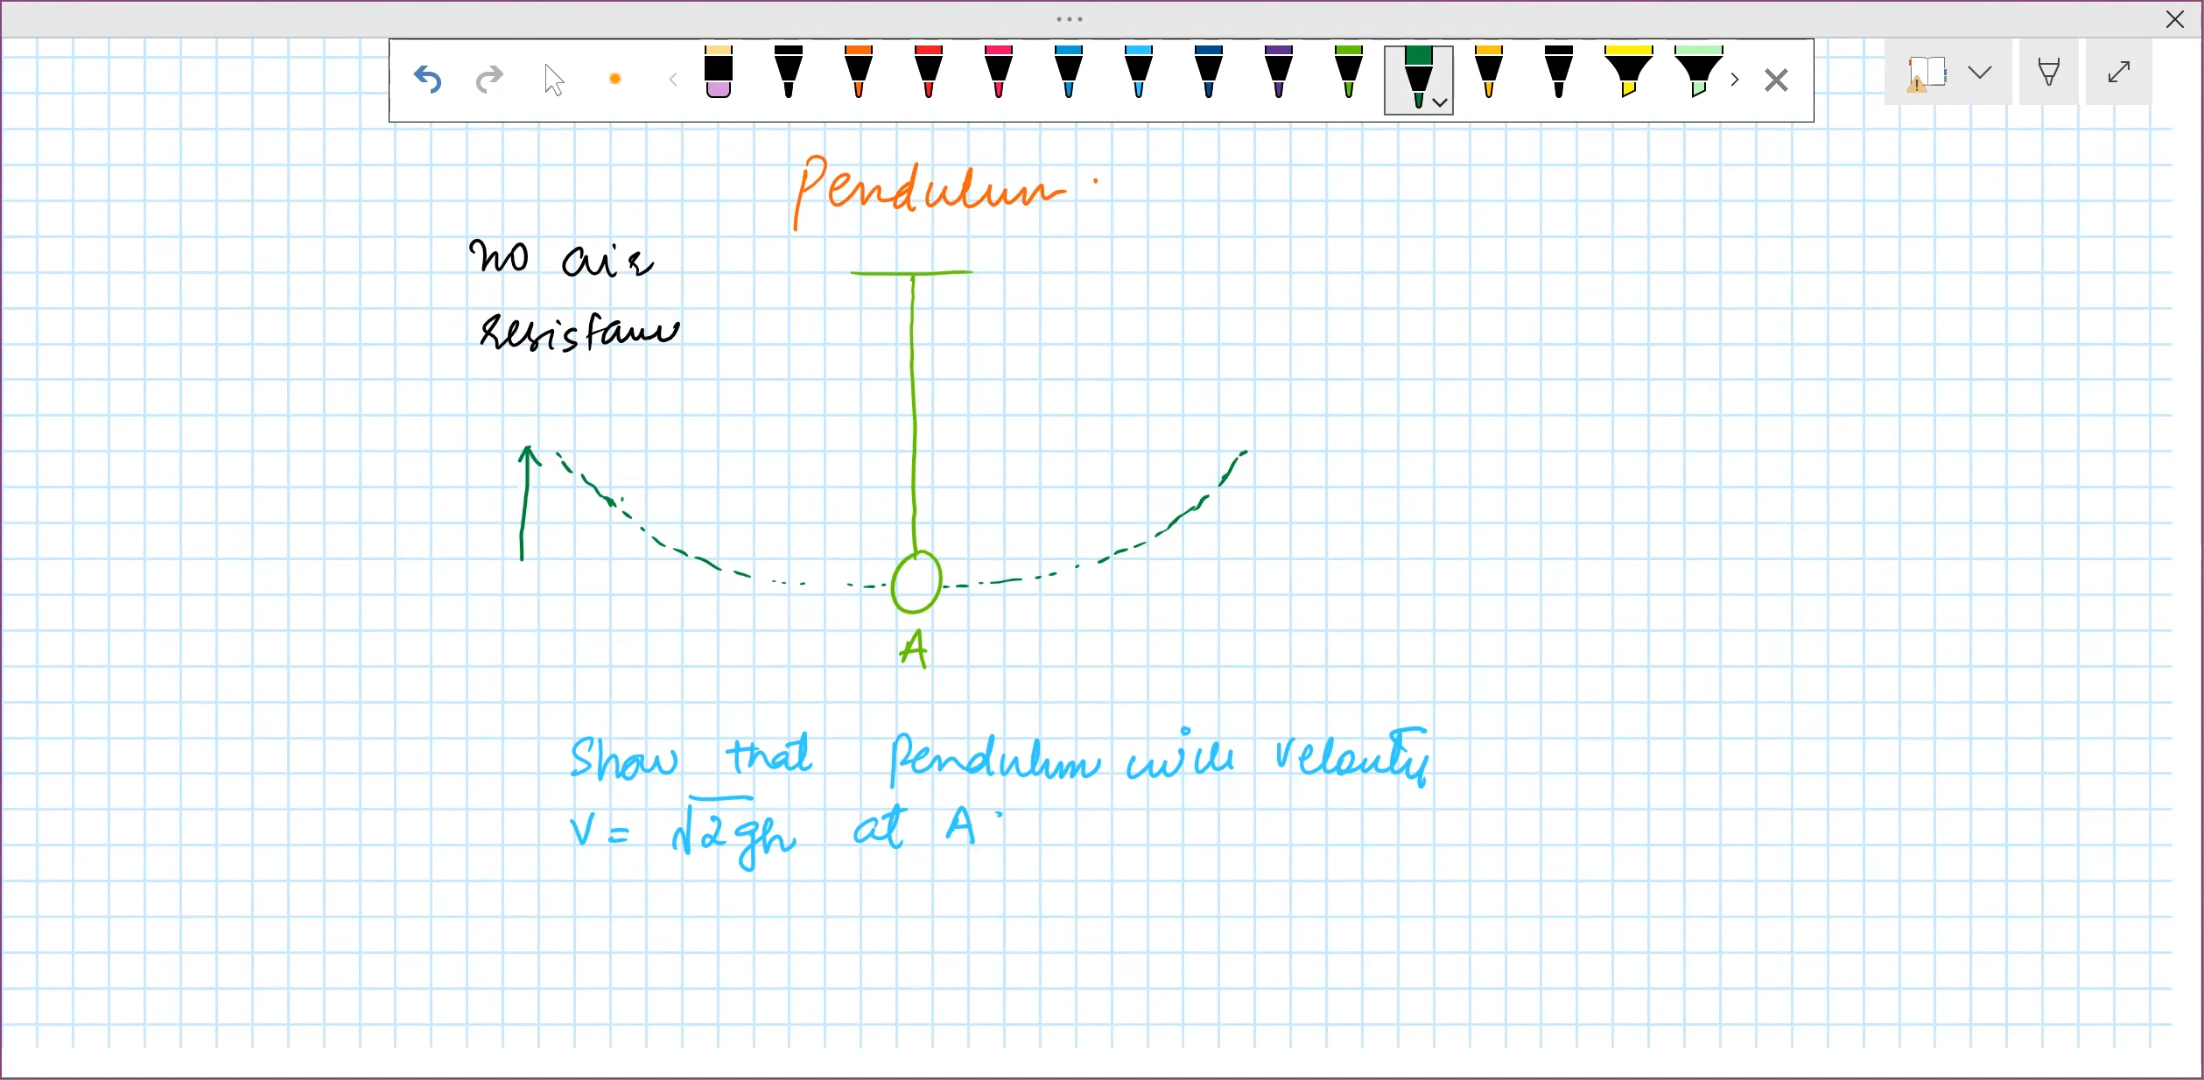 Pendulum.
no air
resistance
A
Show that pendulum will velocity
V = √2gh at A.